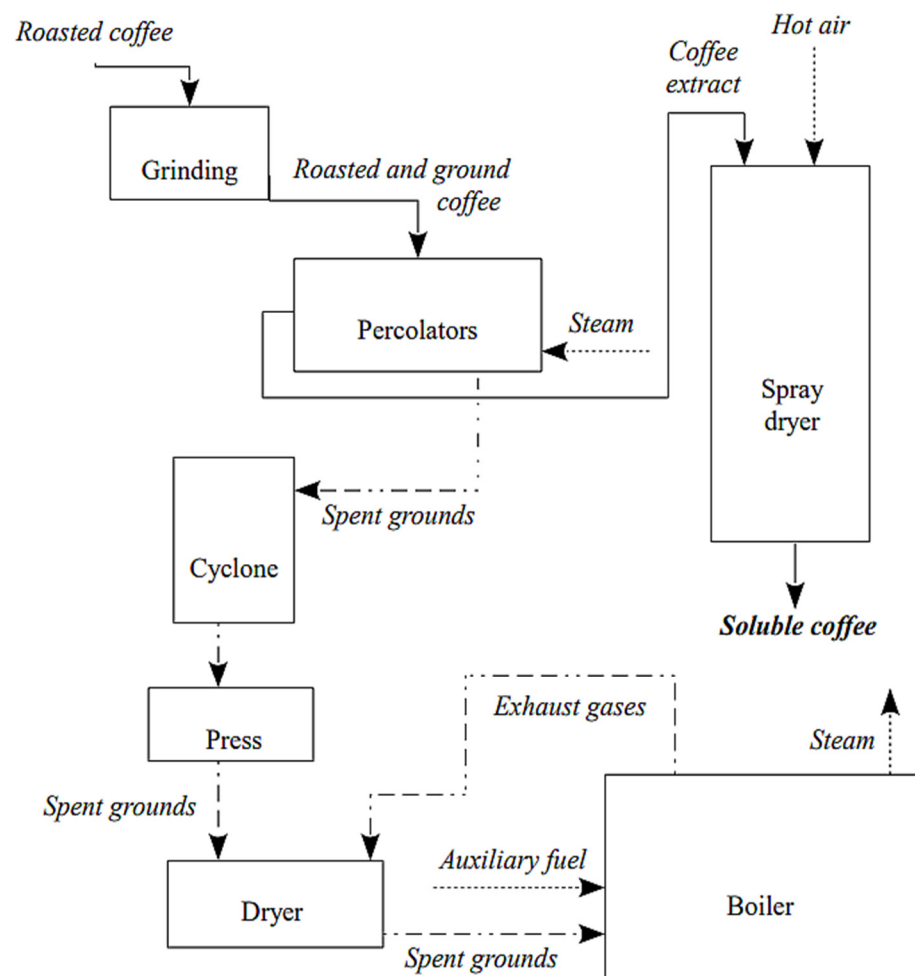 Roasted coffee
Hot air
Coffee
extract
Grinding
Roasted and ground
coffee
Percolators
Steam
Spray
dryer
Spent grounds
Cyclone
Soluble coffee
Exhaust gases
Press
Steam
Spent grounds
Auxiliary fuel
Dryer
Boiler
Spent grounds